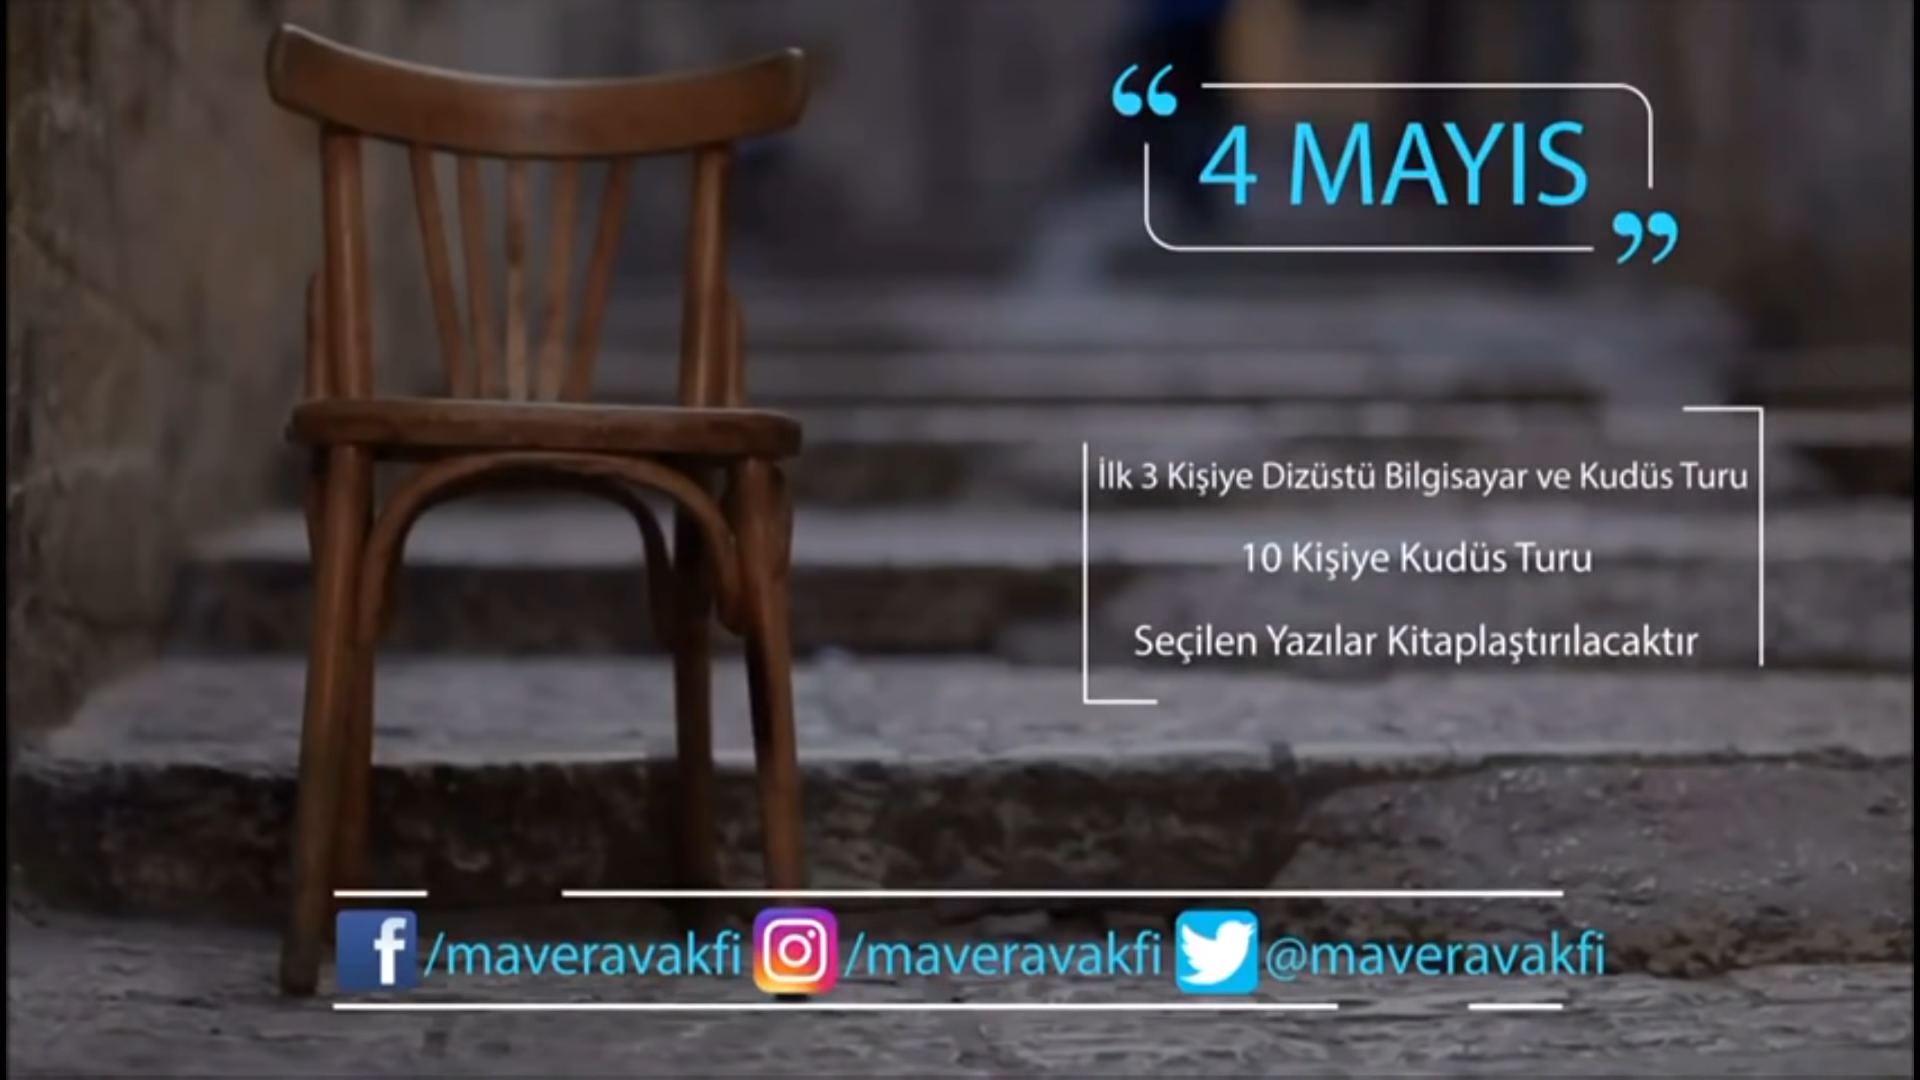 “ 4 MAYIS ”
İlk 3 Kişiye Dizüstü Bilgisayar ve Kudüs Turu
10 Kişiye Kudüs Turu
Seçilen Yazılar Kitaplaştırılacaktır
/maveravakfi /maveravakfi @maveravakfi